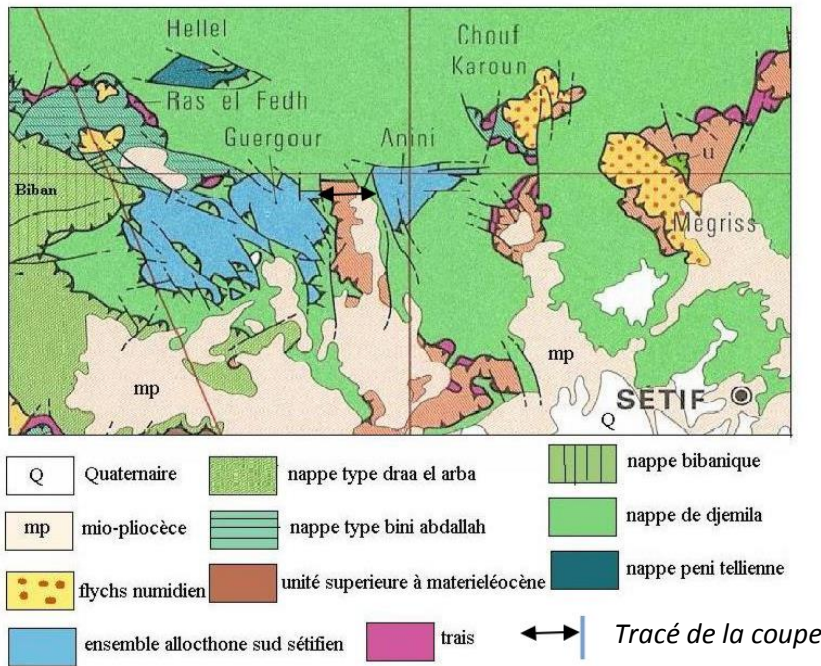 Hellel
Chouf
Karoun
Ras el Fedh
Guergour
Anini
u
Biban
Mègriss
mp
mp
SÉTIF
Q
Q Quaternaire
nappe type draa el arba
nappe bibanique
mp mio-pliocèce
nappe type bini abdallah
nappe de djemila
flychs numidien
unité superieure à materieléocène
nappe peni tellienne
ensemble allocthone sud sétifien
trais
Tracé de la coupe